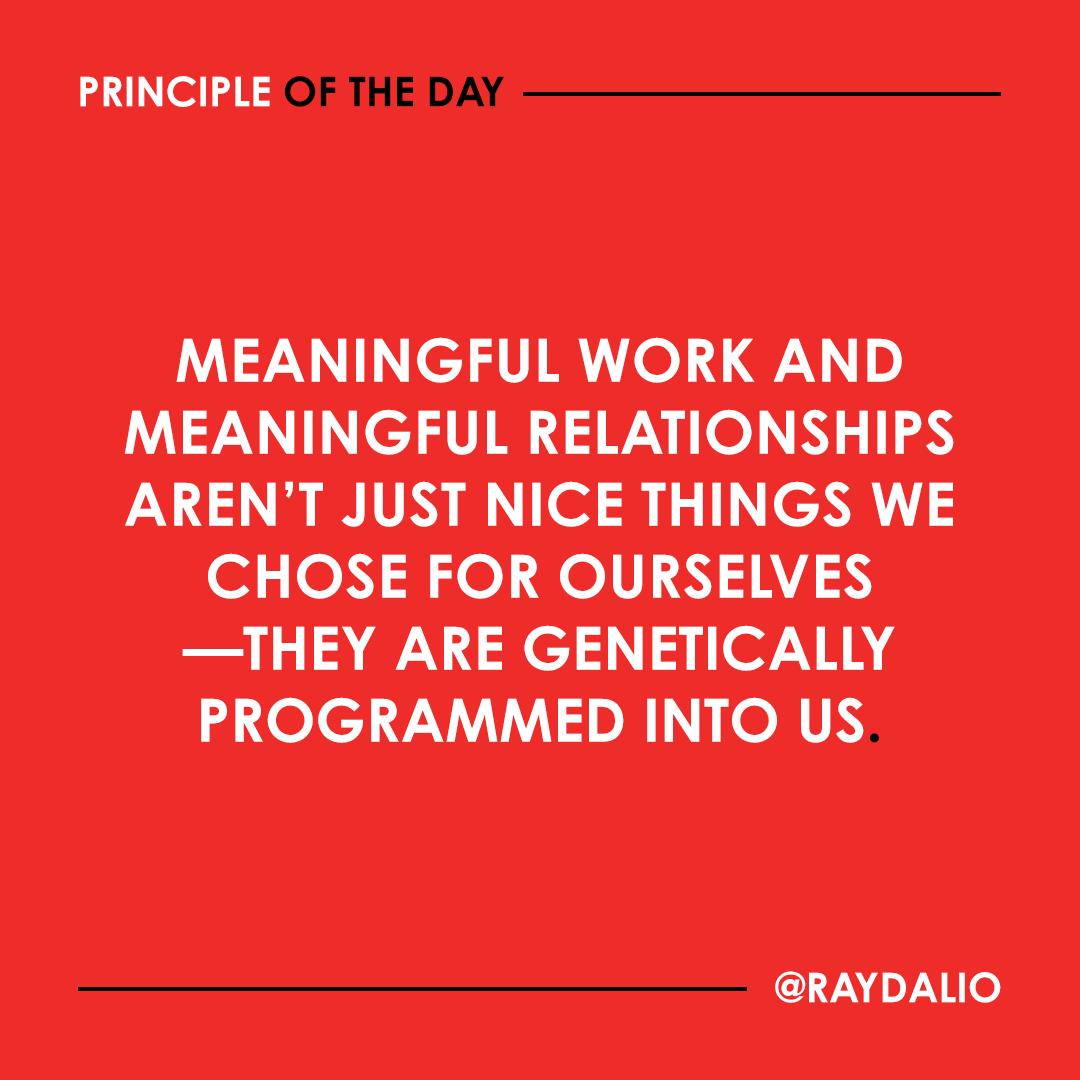 PRINCIPLE OF THE DAY
MEANINGFUL WORK AND
MEANINGFUL RELATIONSHIPS
AREN’T JUST NICE THINGS WE
CHOSE FOR OURSELVES
—THEY ARE GENETICALLY
PROGRAMMED INTO US.
@RAYDALIO